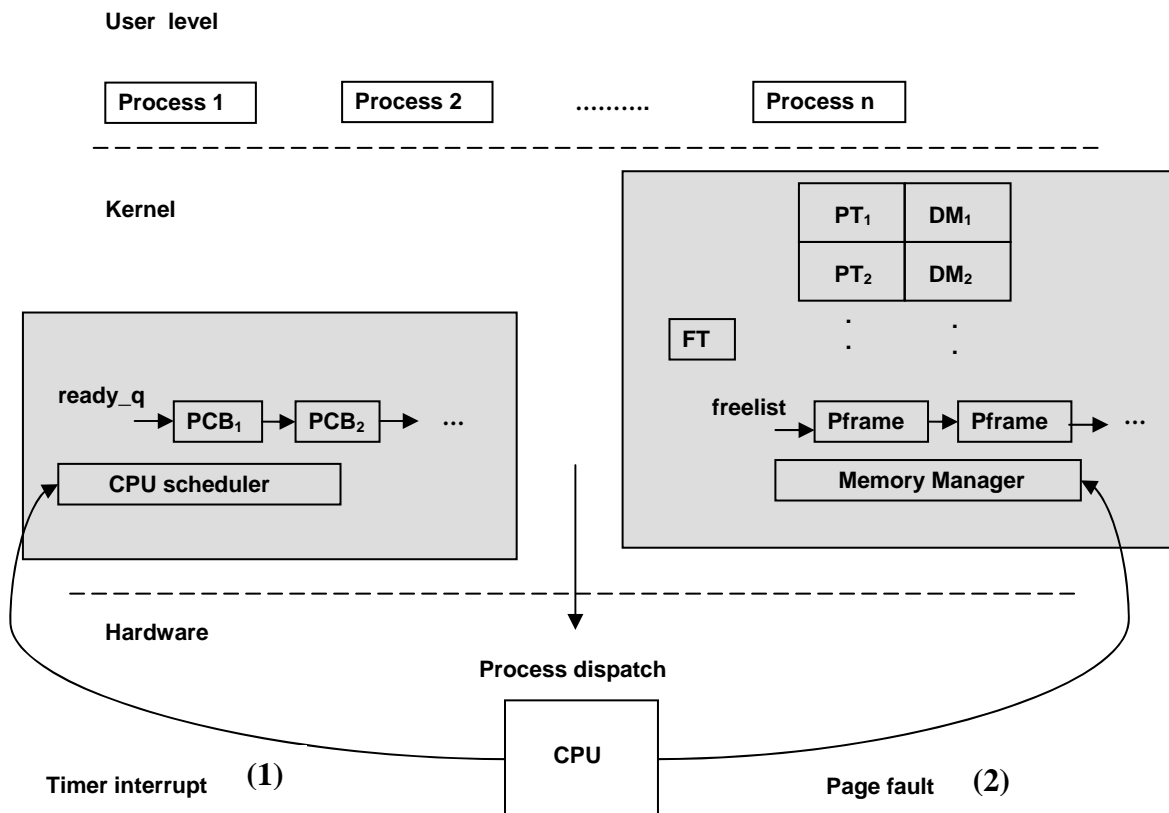 User level
Process 1
Process 2
..........
Process n
Kernel
PT₁
DM₁
PT₂
DM₂
.
.
.
.
FT
ready_q
PCB₁
PCB₂
...
CPU scheduler
freelist
Pframe
Pframe
...
Memory Manager
Hardware
Process dispatch
CPU
Timer interrupt (1)
Page fault (2)